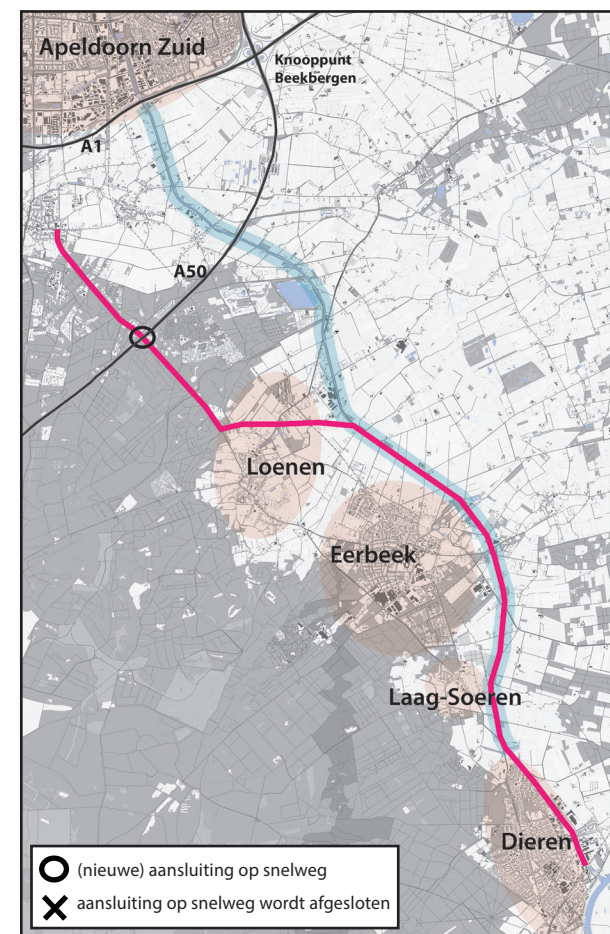 Apeldoorn Zuid
Knooppunt
Beekbergen
A1
A50
Loenen
Eerbeek
Laag-Soeren
Dieren
(nieuwe) aansluiting op snelweg
aansluiting op snelweg wordt afgesloten